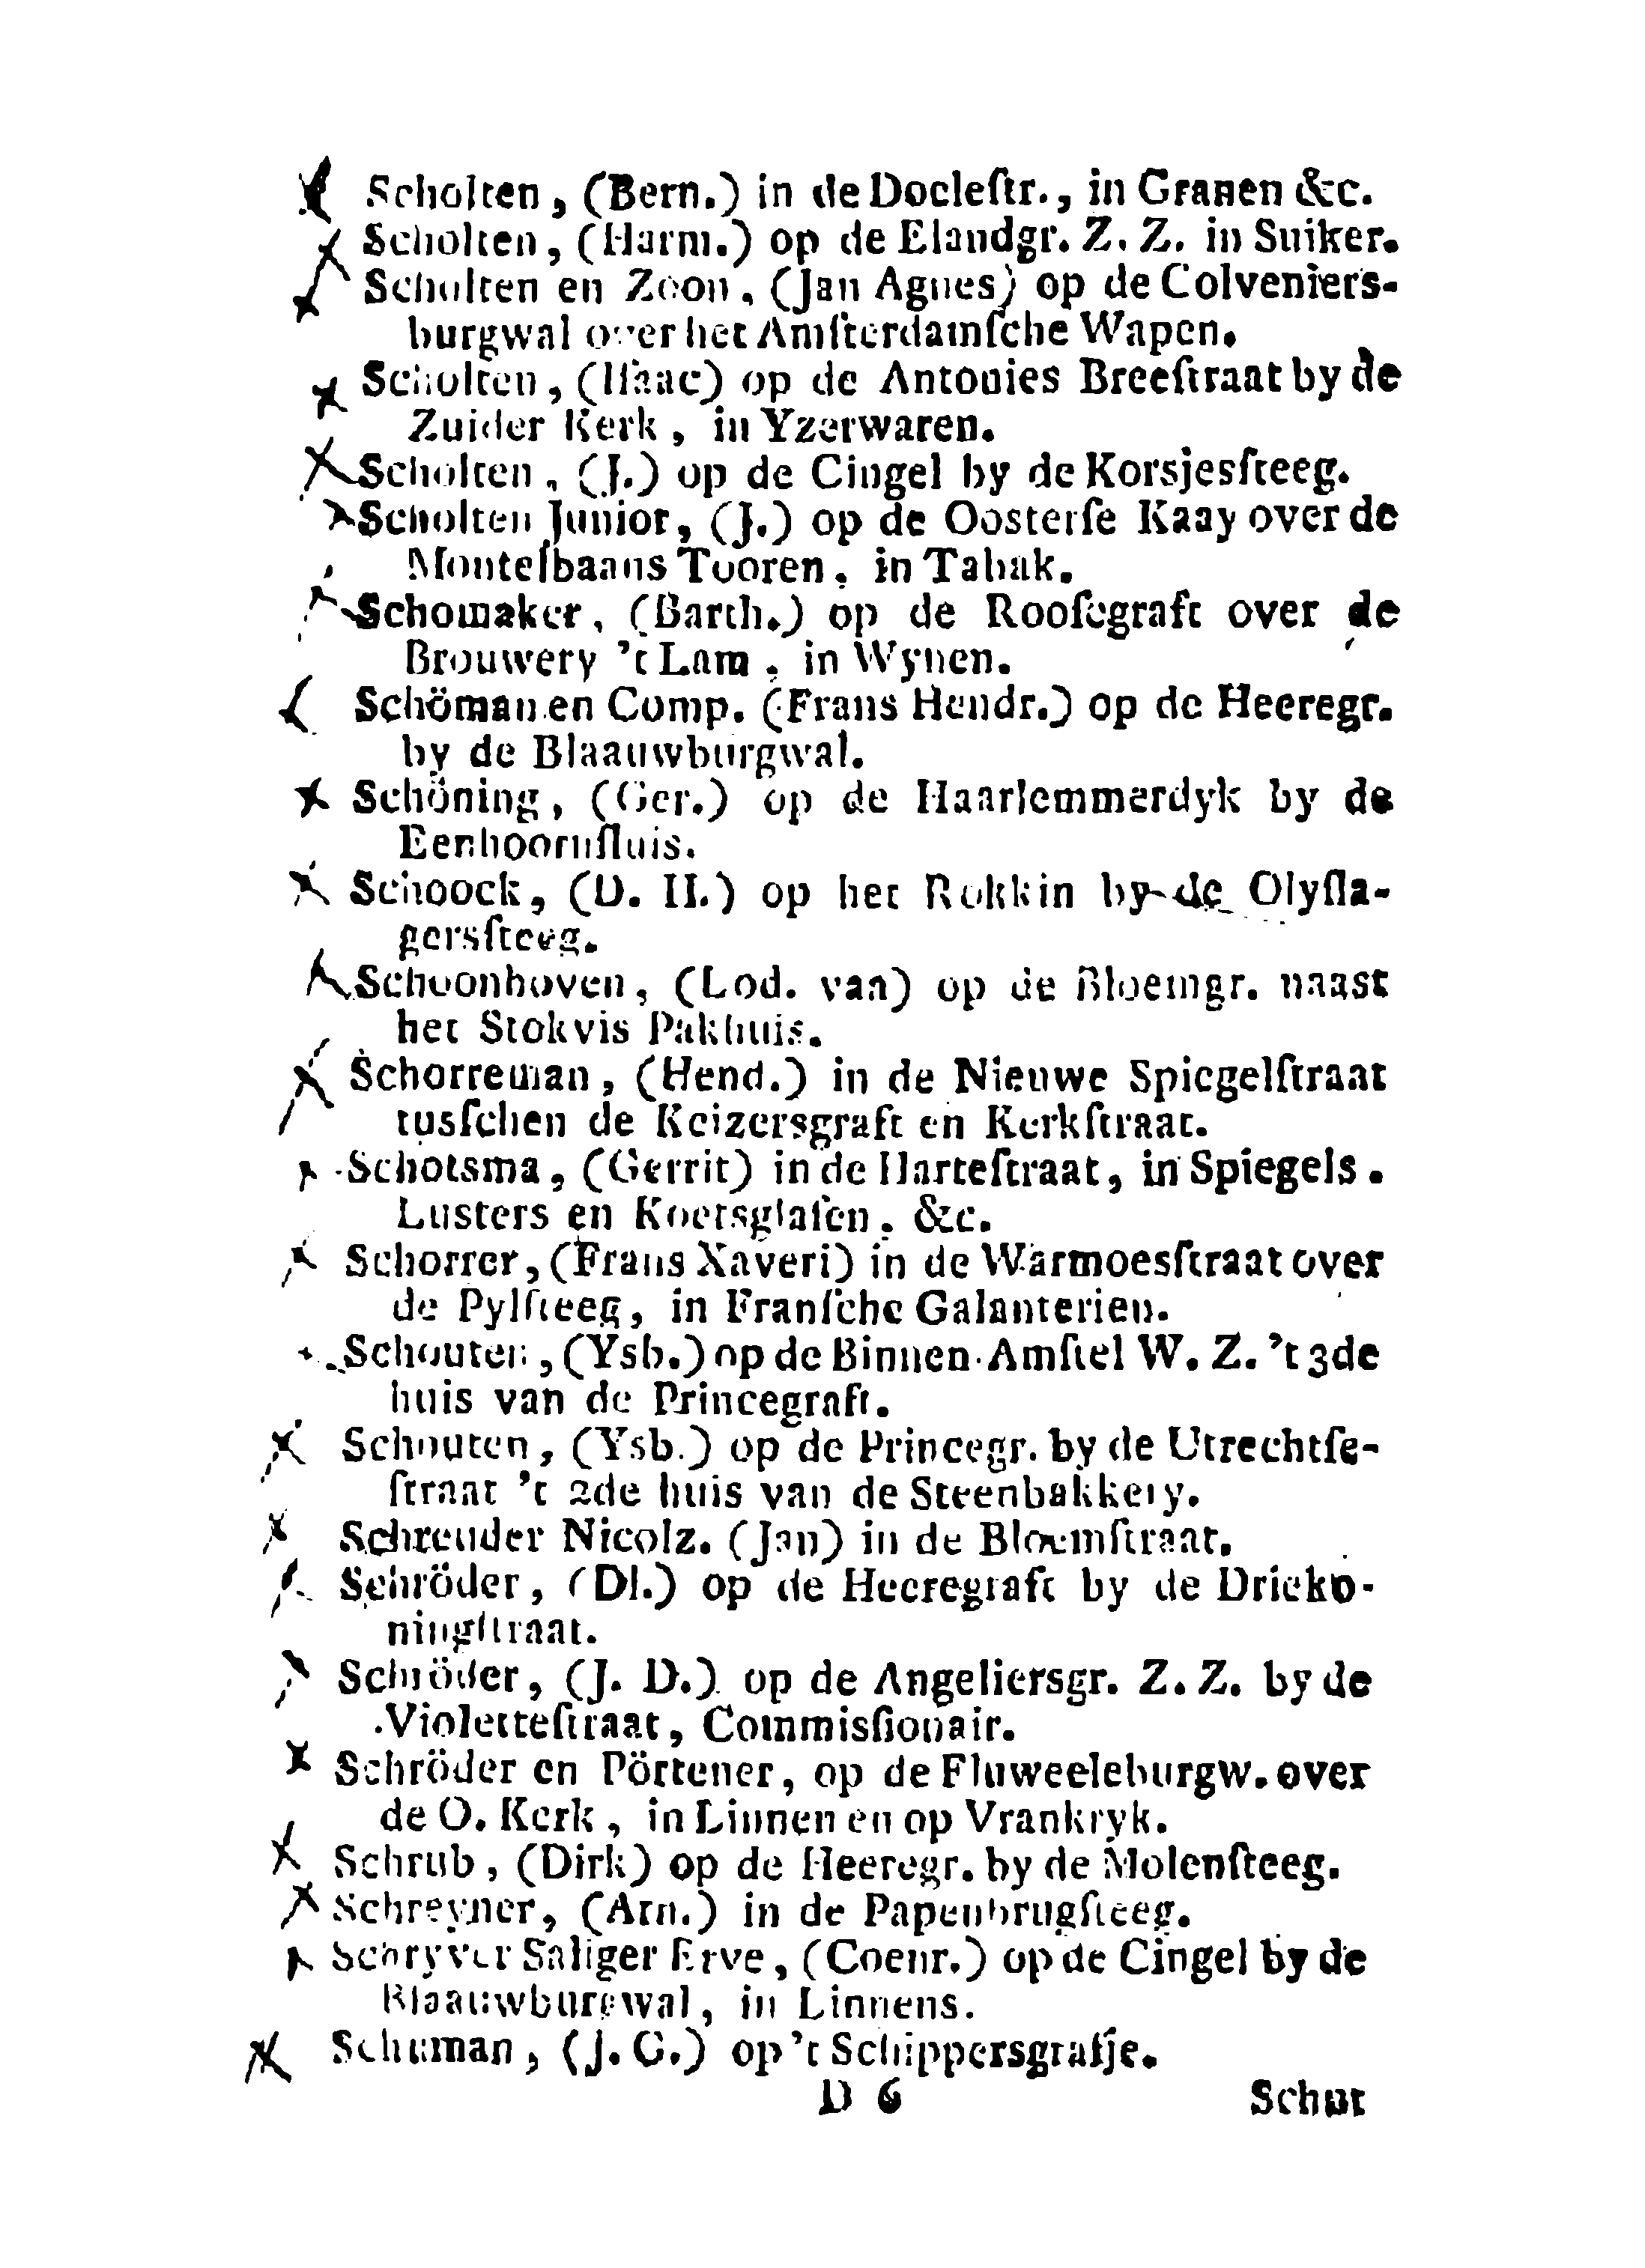 Scholten, (Bern.) in de Docleſtr., in Granen &c.
Scholten, (Harm.) op de Elandgr. Z. Z. in Suiker.
Scholten en Zoon, (Jan Agnes) op de Colveniers-
burgwal over het Amſterdamſche Wapen.
Scholten, (Iſaac) op de Antonies Breeſtraat by de
Zuider Kerk, in Yzerwaren.
Scholten, (J.) op de Cingel by de Korsjesſteeg.
Scholten Junior, (J.) op de Oosterſe Kaay over de
Montelbaans Tooren, in Tabak.
Schomaker, (Barth.) op de Rooſegraft over de
Brouwery 't Lam, in Wynen.
Schöman en Comp. (Frans Hendr.) op de Heeregr.
by de Blaauwburgwal.
Schöning, (Ger.) op de Haarlemmerdyk by de
Eenhoornſluis.
Schoock, (D. H.) op het Rokkin by de Olyſla-
gersſteeg.
Schoonhoven, (Lod. van) op de Bloemgr. naast
het Stokvis Pakhuis.
Schorreman, (Hend.) in de Nieuwe Spiegelſtraat
tusſchen de Keizersgraft en Kerkſtraat.
Schotsma, (Gerrit) in de Harteſtraat, in Spiegels.
Lusters en Koetsglaſen, &c.
Schorrer, (Frans Xaveri) in de Warmoesſtraat over
de Pylſteeg, in Franſche Galanterien.
Schouten, (Ysb.) op de Binnen-Amſtel W. Z. 't 3de
huis van de Princegraft.
Schouten, (Ysb.) op de Princegr. by de Utrechtſe-
ſtraat 't 2de huis van de Steenbakkery.
Schreuder Nicolz. (Jan) in de Bloemſtraat.
Schröder, (Dl.) op de Heeregraft by de Drieko-
ningſtraat.
Schröder, (J. D.) op de Angeliersgr. Z. Z. by de
Violetteſtraat, Commisſionair.
Schröder en Pörtener, op de Fluweeleburgw. over
de O. Kerk, in Linnen en op Vrankryk.
Schrub, (Dirk) op de Heeregr. by de Molenſteeg.
Schreyner, (Arn.) in de Papenbrugſteeg.
Schryver Saliger Erve, (Coenr.) op de Cingel by de
Blaauwburgwal, in Linnens.
Schuman, (J. G.) op 't Schippersgrafje.
D 6 Schut